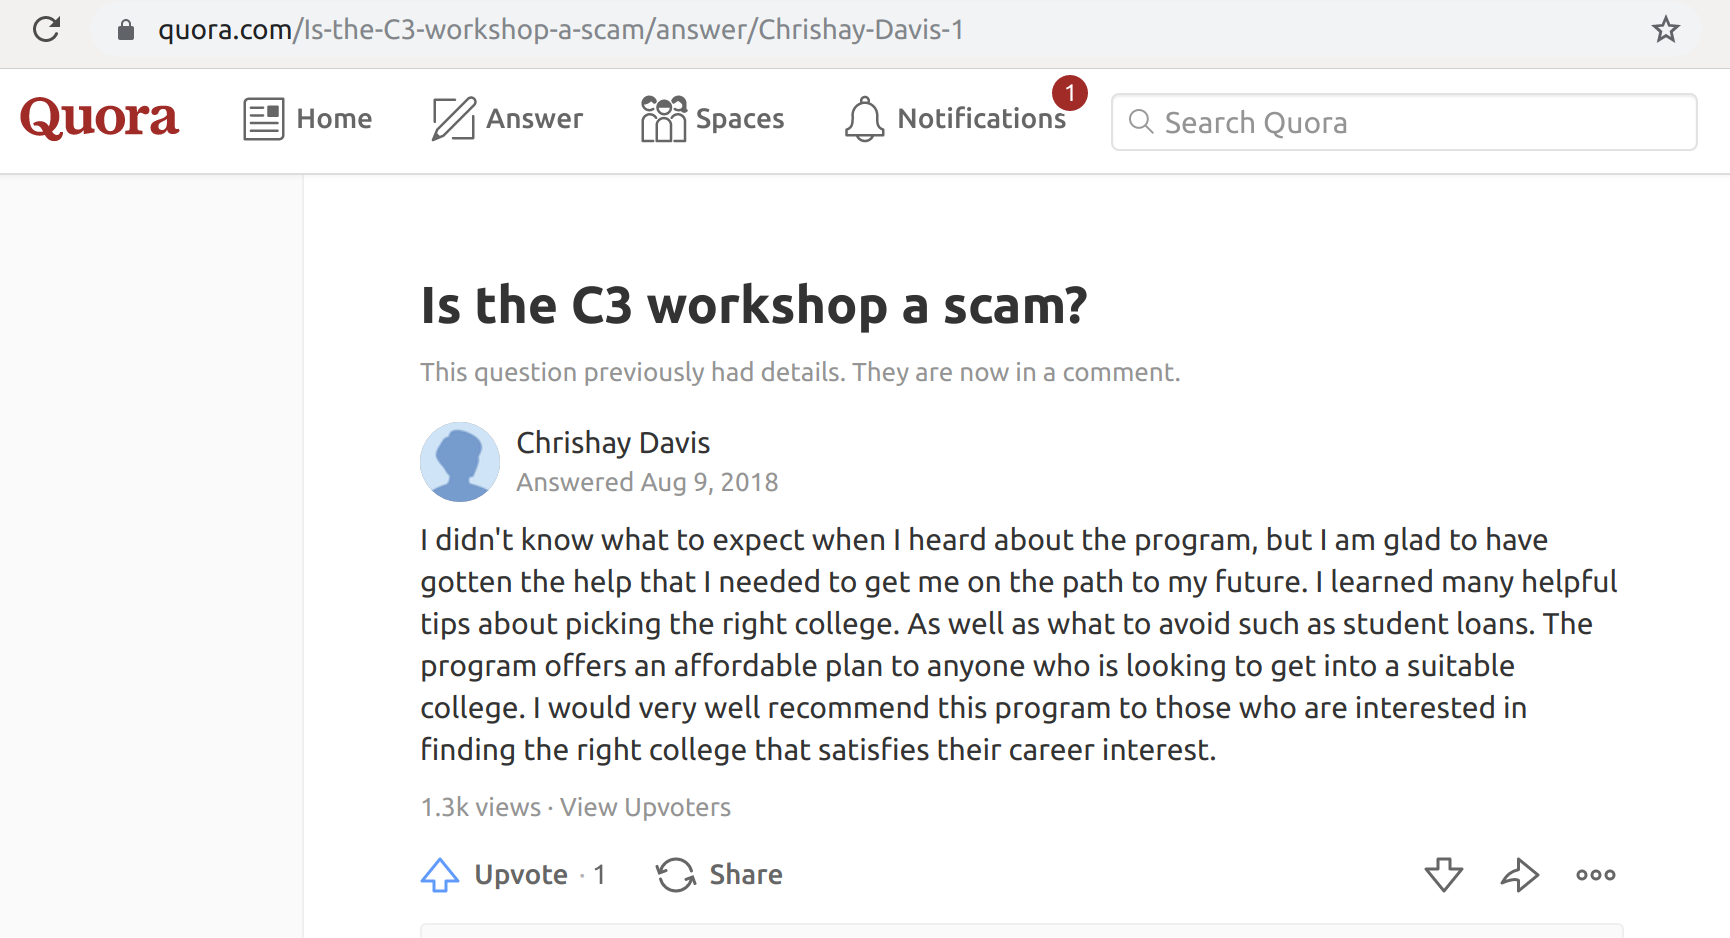 quora.com/Is-the-C3-workshop-a-scam/answer/Chrishay-Davis-1
Quora Home Answer Spaces Notifications 1 Search Quora
Is the C3 workshop a scam?
This question previously had details. They are now in a comment.
Chrishay Davis
Answered Aug 9, 2018
I didn't know what to expect when I heard about the program, but I am glad to have
gotten the help that I needed to get me on the path to my future. I learned many helpful
tips about picking the right college. As well as what to avoid such as student loans. The
program offers an affordable plan to anyone who is looking to get into a suitable
college. I would very well recommend this program to those who are interested in
finding the right college that satisfies their career interest.
1.3k views · View Upvoters
Upvote · 1 Share